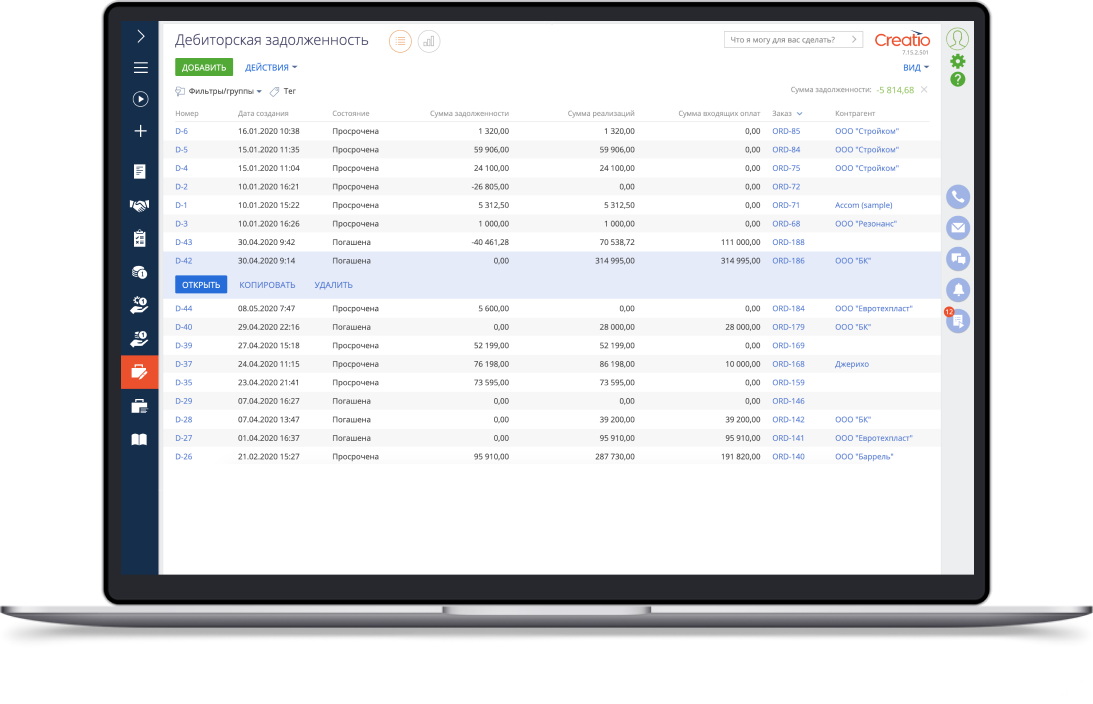 Дебиторская задолженность
Что я могу для вас сделать?
Creatio
7.15.2.501
ДОБАВИТЬ ДЕЙСТВИЯ ВИД
?
Фильтры/группы Тег Сумма задолженности: -5 814,68
Номер Дата создания Состояние Сумма задолженности Сумма реализаций Сумма входящих оплат Заказ Контрагент
D-6 16.01.2020 10:38 Просрочена 1 320,00 1 320,00 0,00 ORD-85 ООО "Стройком"
D-5 15.01.2020 11:35 Просрочена 59 906,00 59 906,00 0,00 ORD-84 ООО "Стройком"
D-4 15.01.2020 11:04 Просрочена 24 100,00 24 100,00 0,00 ORD-75 ООО "Стройком"
D-2 10.01.2020 16:21 Просрочена -26 805,00 0,00 0,00 ORD-72
D-1 10.01.2020 15:22 Просрочена 5 312,50 5 312,50 0,00 ORD-71 Accom (sample)
D-3 10.01.2020 16:26 Просрочена 1 000,00 1 000,00 0,00 ORD-68 ООО "Резонанс"
D-43 30.04.2020 9:42 Погашена -40 461,28 70 538,72 111 000,00 ORD-188
D-42 30.04.2020 9:14 Погашена 0,00 314 995,00 314 995,00 ORD-186 ООО "БК"
ОТКРЫТЬ КОПИРОВАТЬ УДАЛИТЬ
D-44 08.05.2020 7:47 Просрочена 5 600,00 0,00 0,00 ORD-184 ООО "Евротехпласт"
12
D-40 29.04.2020 22:16 Погашена 0,00 28 000,00 28 000,00 ORD-179 ООО "БК"
D-39 27.04.2020 15:18 Просрочена 52 199,00 52 199,00 0,00 ORD-169
D-37 24.04.2020 11:15 Просрочена 76 198,00 86 198,00 10 000,00 ORD-168 Джерихо
D-35 23.04.2020 21:41 Просрочена 73 595,00 73 595,00 0,00 ORD-159
D-29 07.04.2020 16:27 Погашена 0,00 0,00 0,00 ORD-146
D-28 07.04.2020 13:47 Погашена 0,00 39 200,00 39 200,00 ORD-142 ООО "БК"
D-27 01.04.2020 16:37 Погашена 0,00 95 910,00 95 910,00 ORD-141 ООО "Евротехпласт"
D-26 21.02.2020 15:27 Просрочена 95 910,00 287 730,00 191 820,00 ORD-140 ООО "Баррель"